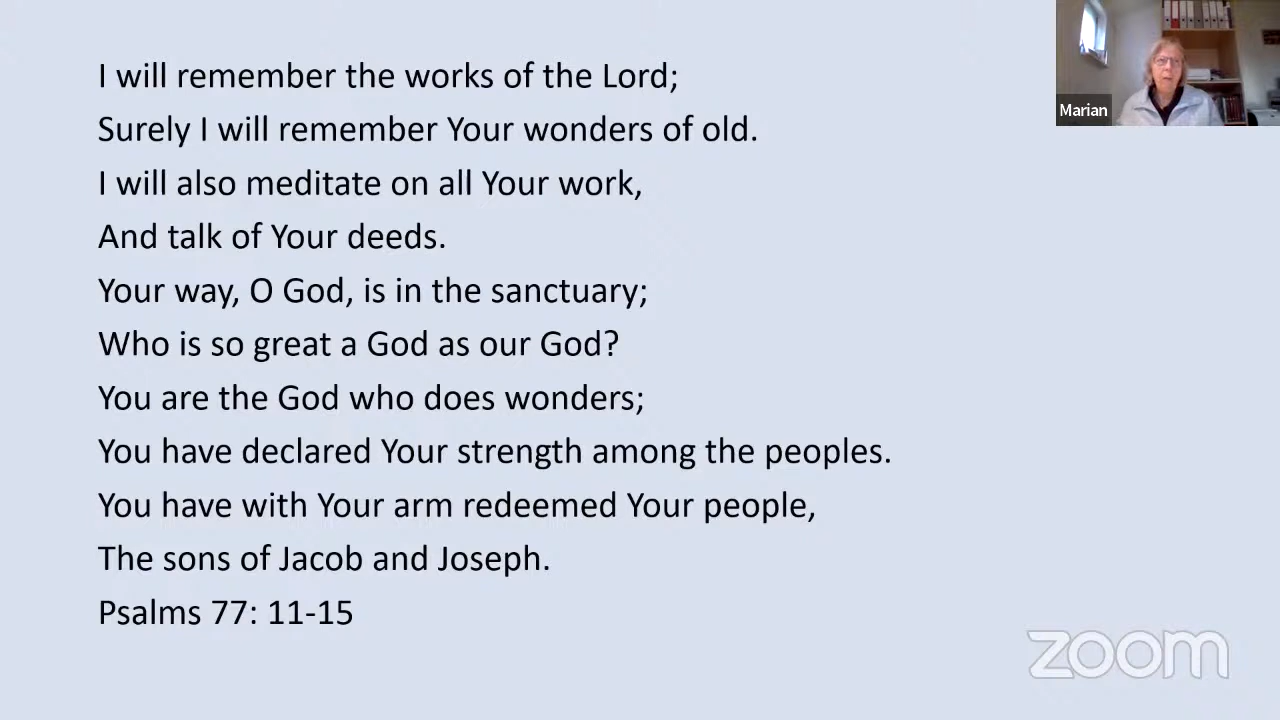 I will remember the works of the Lord;
Surely I will remember Your wonders of old.
I will also meditate on all Your work,
And talk of Your deeds.
Your way, O God, is in the sanctuary;
Who is so great a God as our God?
You are the God who does wonders;
You have declared Your strength among the peoples.
You have with Your arm redeemed Your people,
The sons of Jacob and Joseph.
Psalms 77: 11-15
Marian
zoom